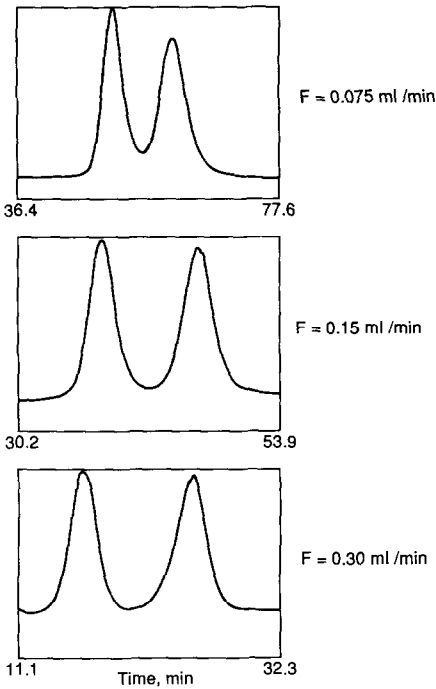 F = 0.075 ml /min
36.4 77.6
F = 0.15 ml /min
30.2 53.9
F = 0.30 ml /min
11.1 32.3
Time, min